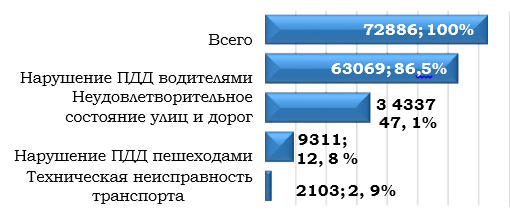 Всего
72886; 100%
Нарушение ПДД водителями
63069; 86,5%
Неудовлетворительное
состояние улиц и дорог
3 4337
47, 1%
Нарушение ПДД пешеходами
9311;
12, 8 %
Техническая неисправность
транспорта
2103; 2, 9%